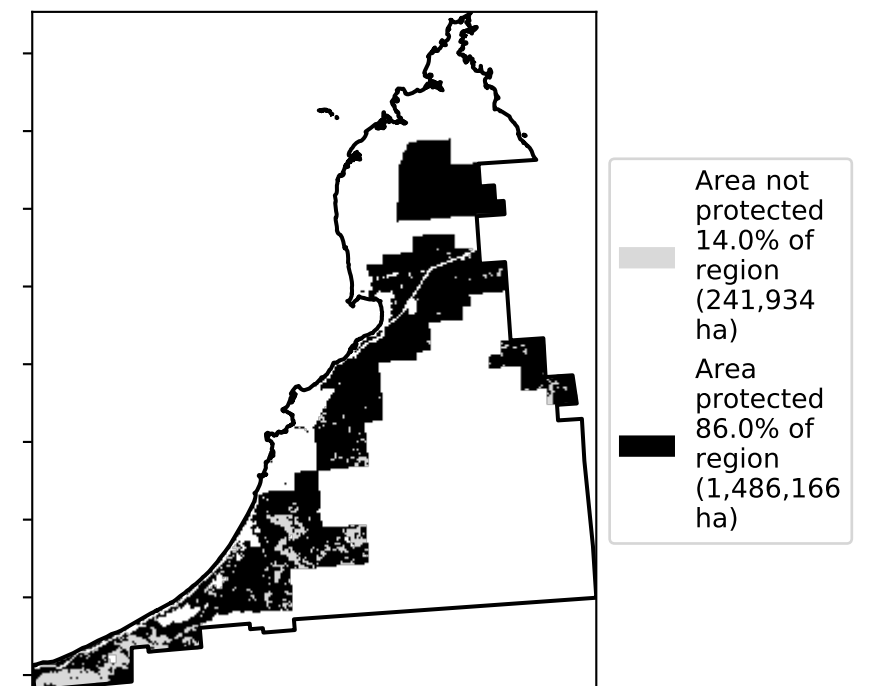 Area not
protected
14.0% of
region
(241,934
ha)
Area
protected
86.0% of
region
(1,486,166
ha)